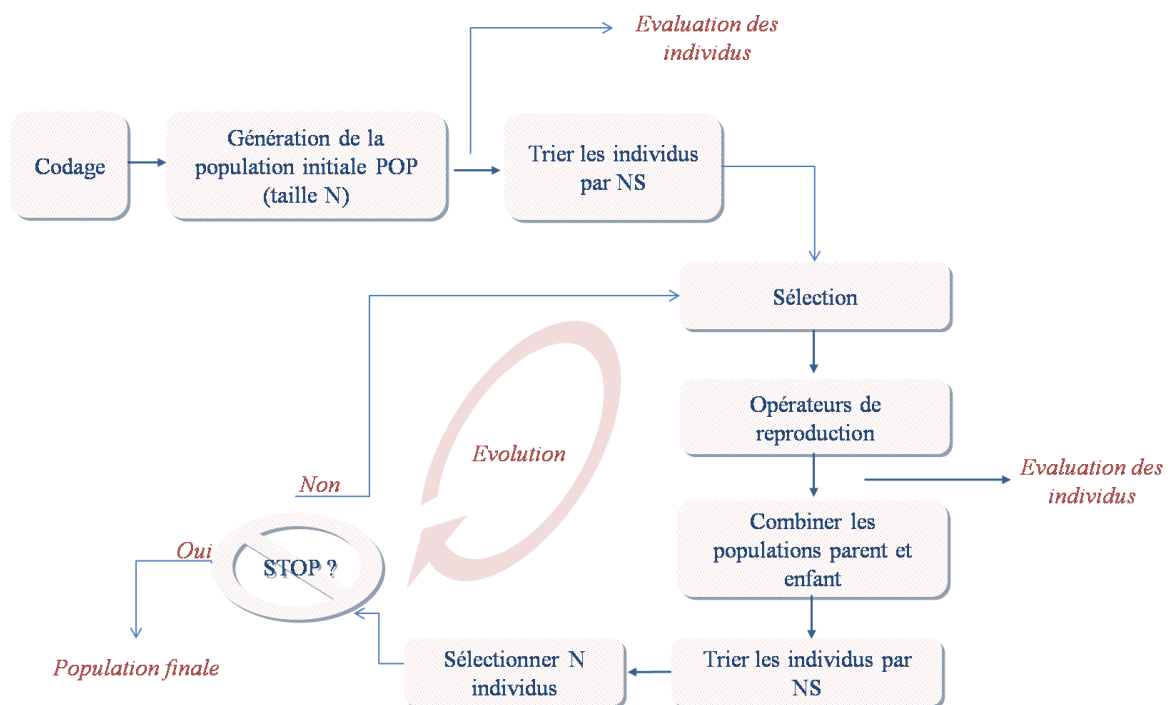 Evaluation des
individus
Codage
Génération de la
population initiale POP
(taille N)
Trier les individus
par NS
Sélection
Opérateurs de
reproduction
Evaluation des
individus
Combiner les
populations parent et
enfant
Trier les individus par
NS
Sélectionner N
individus
STOP ?
Non
Oui
Evolution
Population finale